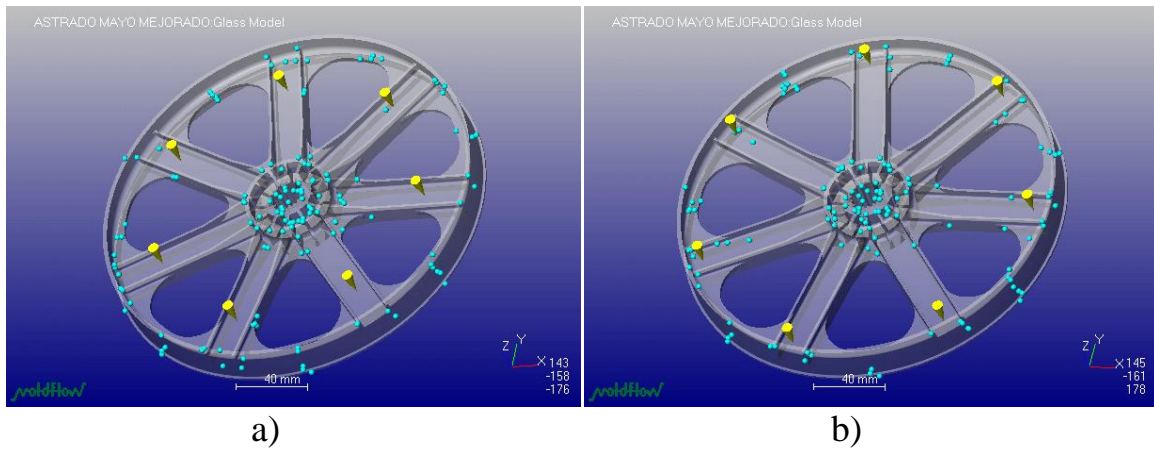 ASTRADO MAYO MEJORADO:Glass Model
Z Y X 143
-158
-176
40 mm
moldflow
a)
ASTRADO MAYO MEJORADO:Glass Model
Z Y X 145
-161
178
40 mm
moldflow
b)